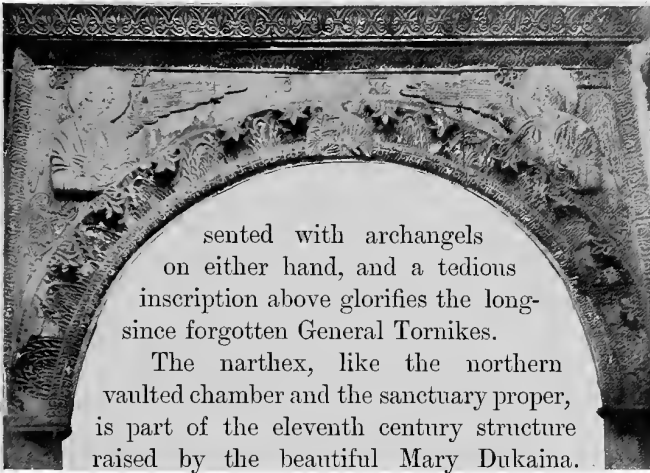 sented with archangels
on either hand, and a tedious
inscription above glorifies the long-
since forgotten General Tornikes.
The narthex, like the northern
vaulted chamber and the sanctuary proper,
is part of the eleventh century structure
raised by the beautiful Mary Dukaina.